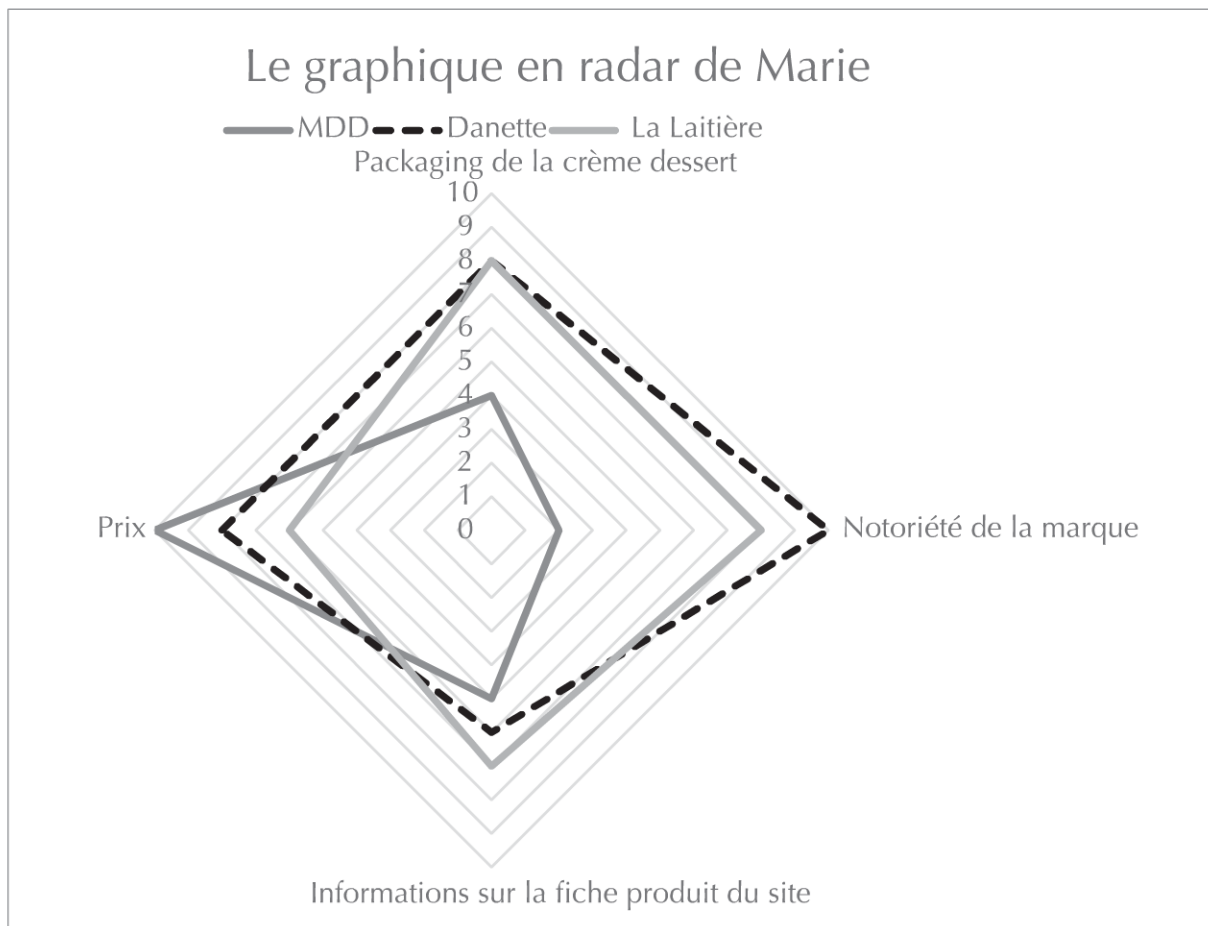 Le graphique en radar de Marie
MDD Danette La Laitière
Packaging de la crème dessert
10
9
8
7
6
5
4
3
2
1
0
Prix
Notoriété de la marque
Informations sur la fiche produit du site